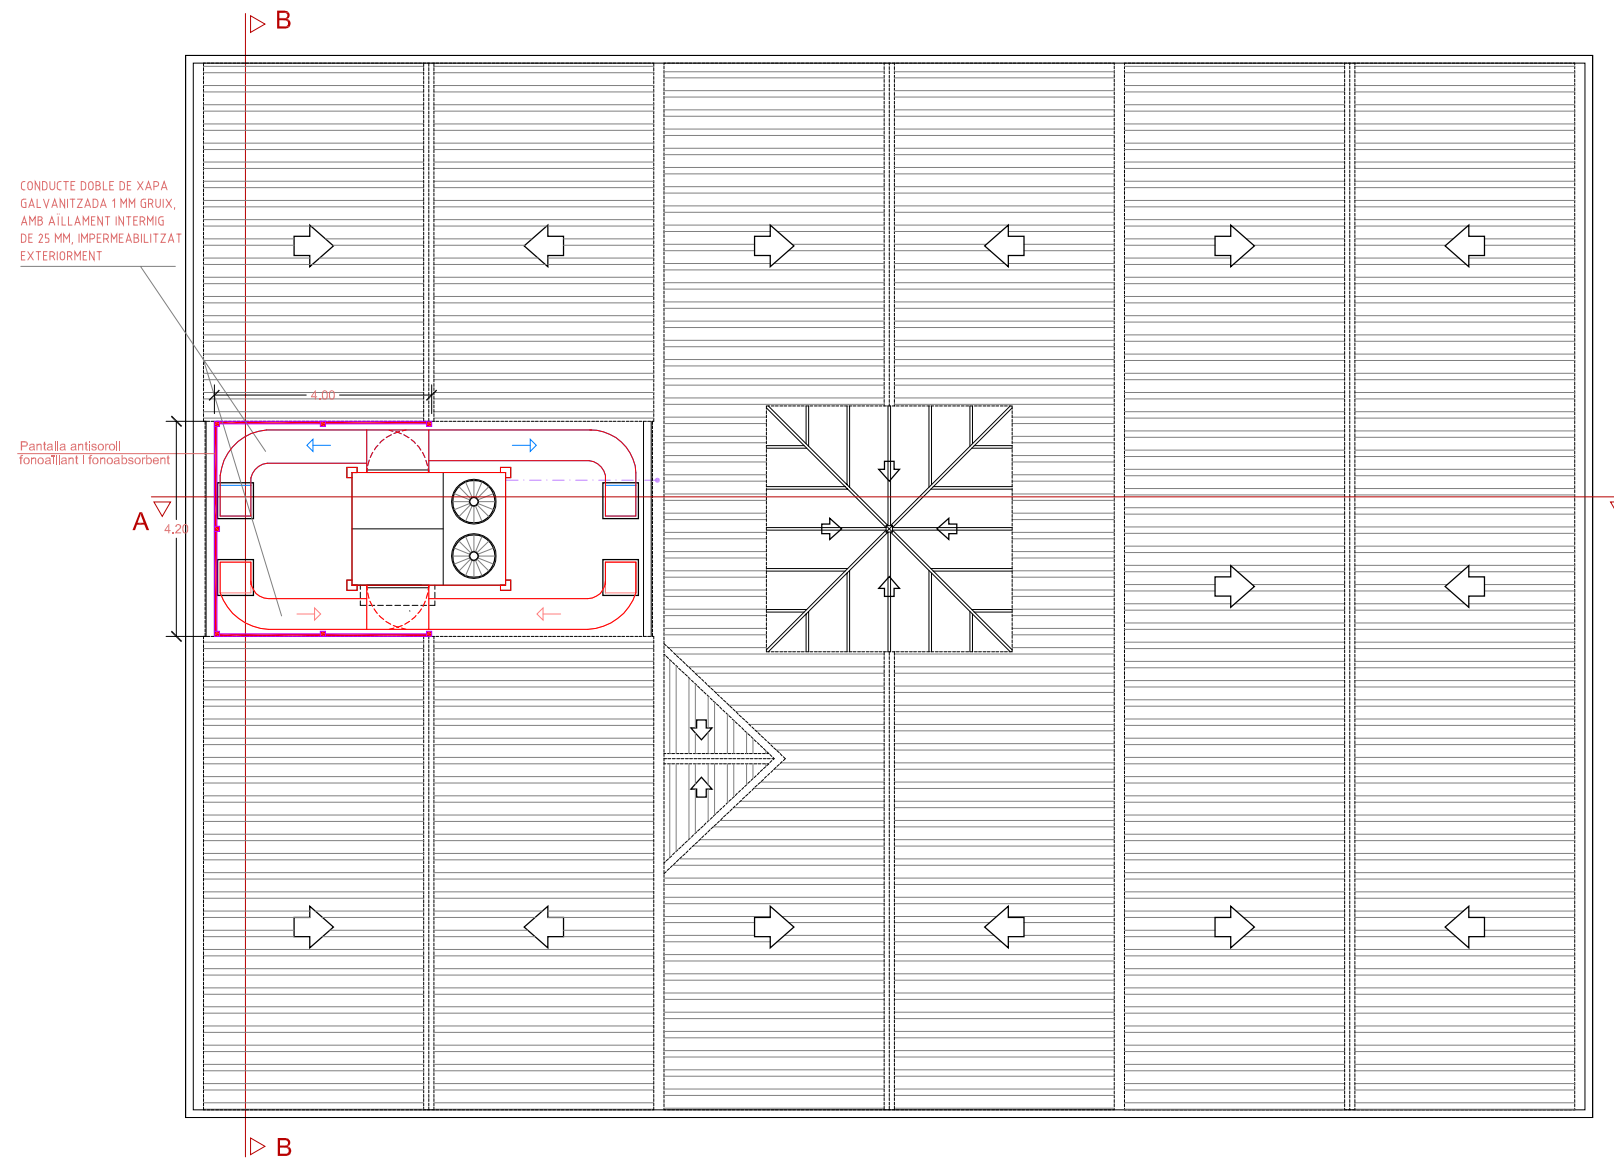 B
CONDUCTE DOBLE DE XAPA
GALVANITZADA 1 MM GRUIX,
AMB AÏLLAMENT INTERMIG
DE 25 MM, IMPERMEABILITZAT
EXTERIORMENT
4.00
Pantalla antisoroll
fonoaïllant i fonoabsorbent
A
4.20
B